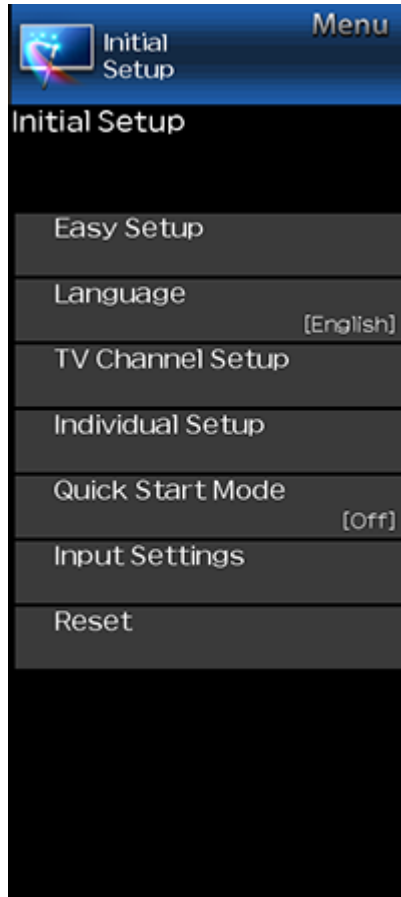 Menu
Initial
Setup
Initial Setup
Easy Setup
Language
[English]
TV Channel Setup
Individual Setup
Quick Start Mode
[Off]
Input Settings
Reset